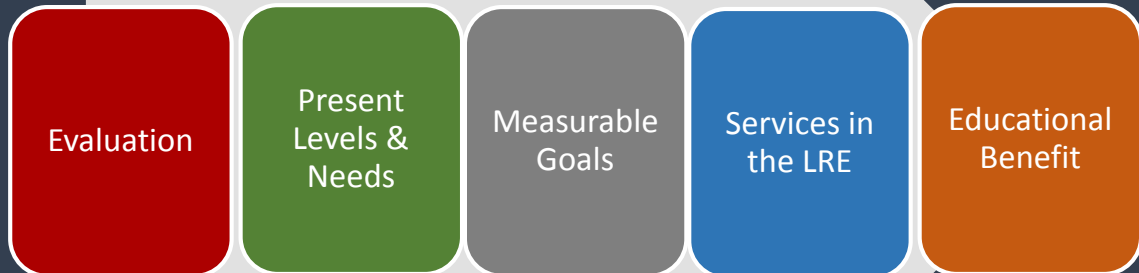 Evaluation
Present
Levels &
Needs
Measurable
Goals
Services in
the LRE
Educational
Benefit